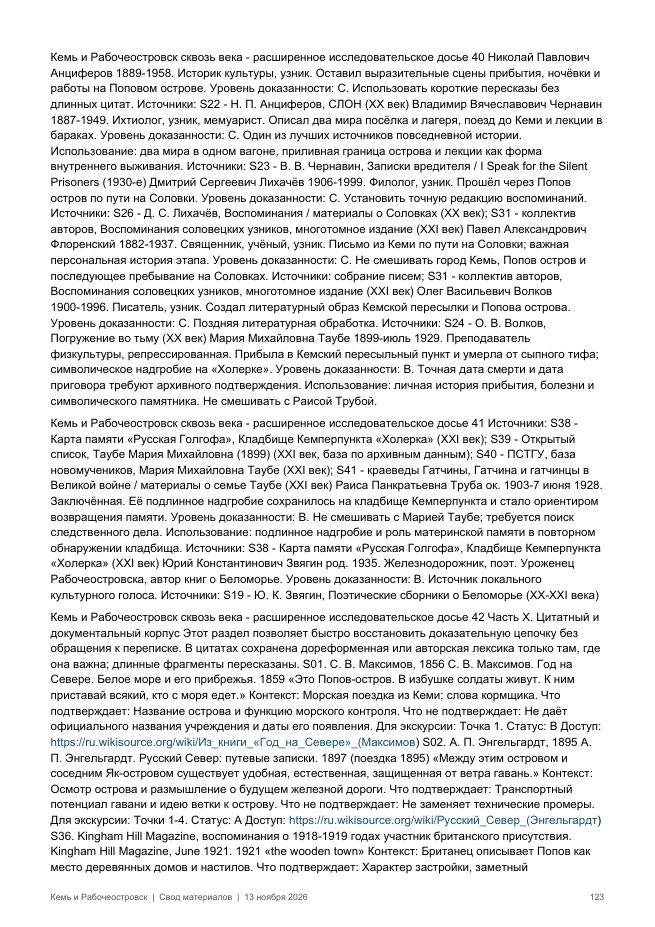 Кемь и Рабочеостровск сквозь века - расширенное исследовательское досье 40 Николай Павлович
Анциферов 1889-1958. Историк культуры, узник. Оставил выразительные сцены прибытия, ночёвки и
работы на Поповом острове. Уровень доказанности: C. Использовать короткие пересказы без
длинных цитат. Источники: S22 - Н. П. Анциферов, СЛОН (XX век) Владимир Вячеславович Чернавин
1887-1949. Ихтиолог, узник, мемуарист. Описал два мира посёлка и лагеря, поезд до Кеми и лекции в
бараках. Уровень доказанности: C. Один из лучших источников повседневной истории.
Использование: два мира в одном вагоне, приливная граница острова и лекции как форма
внутреннего выживания. Источники: S23 - В. В. Чернавин, Записки вредителя / I Speak for the Silent
Prisoners (1930-е) Дмитрий Сергеевич Лихачёв 1906-1999. Филолог, узник. Прошёл через Попов
остров по пути на Соловки. Уровень доказанности: C. Установить точную редакцию воспоминаний.
Источники: S26 - Д. С. Лихачёв, Воспоминания / материалы о Соловках (XX век); S31 - коллектив
авторов, Воспоминания соловецких узников, многотомное издание (XXI век) Павел Александрович
Флоренский 1882-1937. Священник, учёный, узник. Письмо из Кеми по пути на Соловки; важная
персональная история этапа. Уровень доказанности: C. Не смешивать город Кемь, Попов остров и
последующее пребывание на Соловках. Источники: собрание писем; S31 - коллектив авторов,
Воспоминания соловецких узников, многотомное издание (XXI век) Олег Васильевич Волков
1900-1996. Писатель, узник. Создал литературный образ Кемской пересылки и Попова острова.
Уровень доказанности: C. Поздняя литературная обработка. Источники: S24 - О. В. Волков,
Погружение во тьму (XX век) Мария Михайловна Таубе 1899-июль 1929. Преподаватель
физкультуры, репрессированная. Прибыла в Кемский пересыльный пункт и умерла от сыпного тифа;
символическое надгробие на «Холерке». Уровень доказанности: B. Точная дата смерти и дата
приговора требуют архивного подтверждения. Использование: личная история прибытия, болезни и
символического памятника. Не смешивать с Раисой Трубой.
Кемь и Рабочеостровск сквозь века - расширенное исследовательское досье 41 Источники: S38 -
Карта памяти «Русская Голгофа», Кладбище Кемперпункта «Холерка» (XXI век); S39 - Открытый
список, Таубе Мария Михайловна (1899) (XXI век, база по архивным данным); S40 - ПСТГУ, база
новомучеников, Мария Михайловна Таубе (XXI век); S41 - краеведы Гатчины, Гатчина и гатчинцы в
Великой войне / материалы о семье Таубе (XXI век) Раиса Панкратьевна Труба ок. 1903-7 июня 1928.
Заключённая. Её подлинное надгробие сохранилось на кладбище Кемперпункта и стало ориентиром
возвращения памяти. Уровень доказанности: B. Не смешивать с Марией Таубе; требуется поиск
следственного дела. Использование: подлинное надгробие и роль материнской памяти в повторном
обнаружении кладбища. Источники: S38 - Карта памяти «Русская Голгофа», Кладбище Кемперпункта
«Холерка» (XXI век) Юрий Константинович Звягин род. 1935. Железнодорожник, поэт. Уроженец
Рабочеостровска, автор книг о Беломорье. Уровень доказанности: B. Источник локального
культурного голоса. Источники: S19 - Ю. К. Звягин, Поэтические сборники о Беломорье (XX-XXI века)
Кемь и Рабочеостровск сквозь века - расширенное исследовательское досье 42 Часть X. Цитатный и
документальный корпус Этот раздел позволяет быстро восстановить доказательную цепочку без
обращения к переписке. В цитатах сохранена дореформенная или авторская лексика только там, где
она важна; длинные фрагменты пересказаны. S01. С. В. Максимов, 1856 С. В. Максимов. Год на
Севере. Белое море и его прибрежья. 1859 «Это Попов-остров. В избушке солдаты живут. К ним
приставай всякий, кто с моря едет.» Контекст: Морская поездка из Кеми; слова кормщика. Что
подтверждает: Название острова и функцию морского контроля. Что не подтверждает: Не даёт
официального названия учреждения и даты его появления. Для экскурсии: Точка 1. Статус: B Доступ:
https://ru.wikisource.org/wiki/Из_книги_«Год_на_Севере»_(Максимов) S02. А. П. Энгельгардт, 1895 А.
П. Энгельгардт. Русский Север: путевые записки. 1897 (поездка 1895) «Между этим островом и
соседним Як-островом существует удобная, естественная, защищенная от ветра гавань.» Контекст:
Осмотр острова и размышление о будущем железной дороги. Что подтверждает: Транспортный
потенциал гавани и идею ветки к острову. Что не подтверждает: Не заменяет технические промеры.
Для экскурсии: Точки 1-4. Статус: A Доступ: https://ru.wikisource.org/wiki/Русский_Север_(Энгельгардт)
S36. Kingham Hill Magazine, воспоминания о 1918-1919 годах участник британского присутствия.
Kingham Hill Magazine, June 1921. 1921 «the wooden town» Контекст: Британец описывает Попов как
место деревянных домов и настилов. Что подтверждает: Характер застройки, заметный
Кемь и Рабочеостровск | Свод материалов | 13 ноября 2026
123